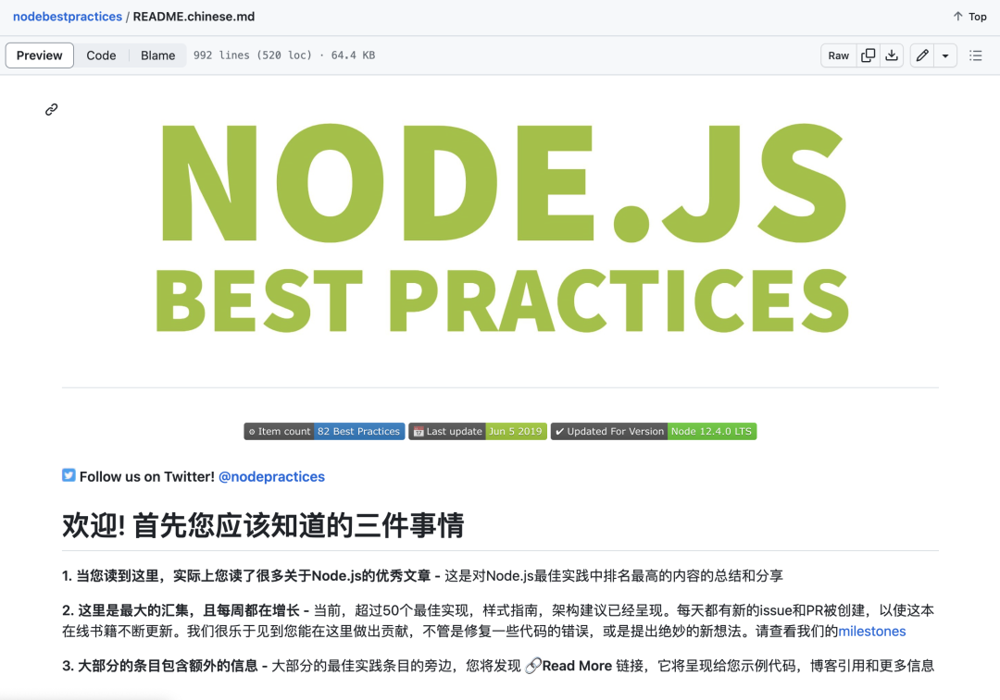 nodebestpractices / README.chinese.md
Top
Preview Code Blame 992 lines (520 loc) · 64.4 KB
Raw
NODE.JS
BEST PRACTICES
Item count 82 Best Practices Last update Jun 5 2019 ✔ Updated For Version Node 12.4.0 LTS
Follow us on Twitter! @nodepractices
欢迎! 首先您应该知道的三件事情
1. 当您读到这里，实际上您读了很多关于Node.js的优秀文章 - 这是对Node.js最佳实践中排名最高的内容的总结和分享
2. 这里是最大的汇集，且每周都在增长 - 当前，超过50个最佳实现，样式指南，架构建议已经呈现。每天都有新的issue和PR被创建，以使这本
在线书籍不断更新。我们很乐于见到您能在这里做出贡献，不管是修复一些代码的错误，或是提出绝妙的新想法。请查看我们的milestones
3. 大部分的条目包含额外的信息 - 大部分的最佳实践条目的旁边，您将发现 🔗Read More 链接，它将呈现给您示例代码，博客引用和更多信息